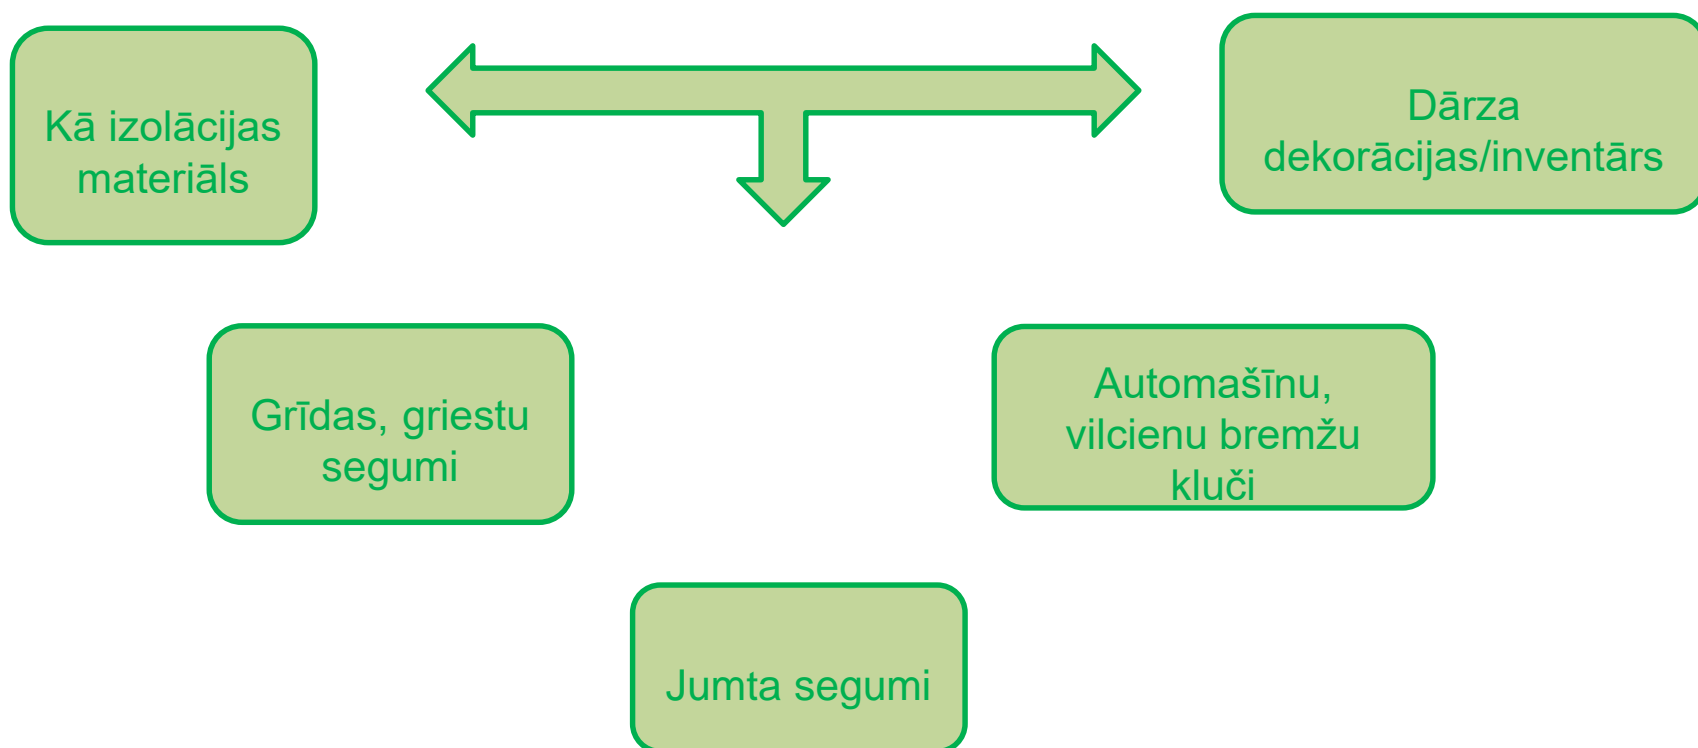 Kā izolācijas
materiāls
Dārza
dekorācijas/inventārs
Grīdas, griestu
segumi
Automašīnu,
vilcienu bremžu
kluči
Jumta segumi